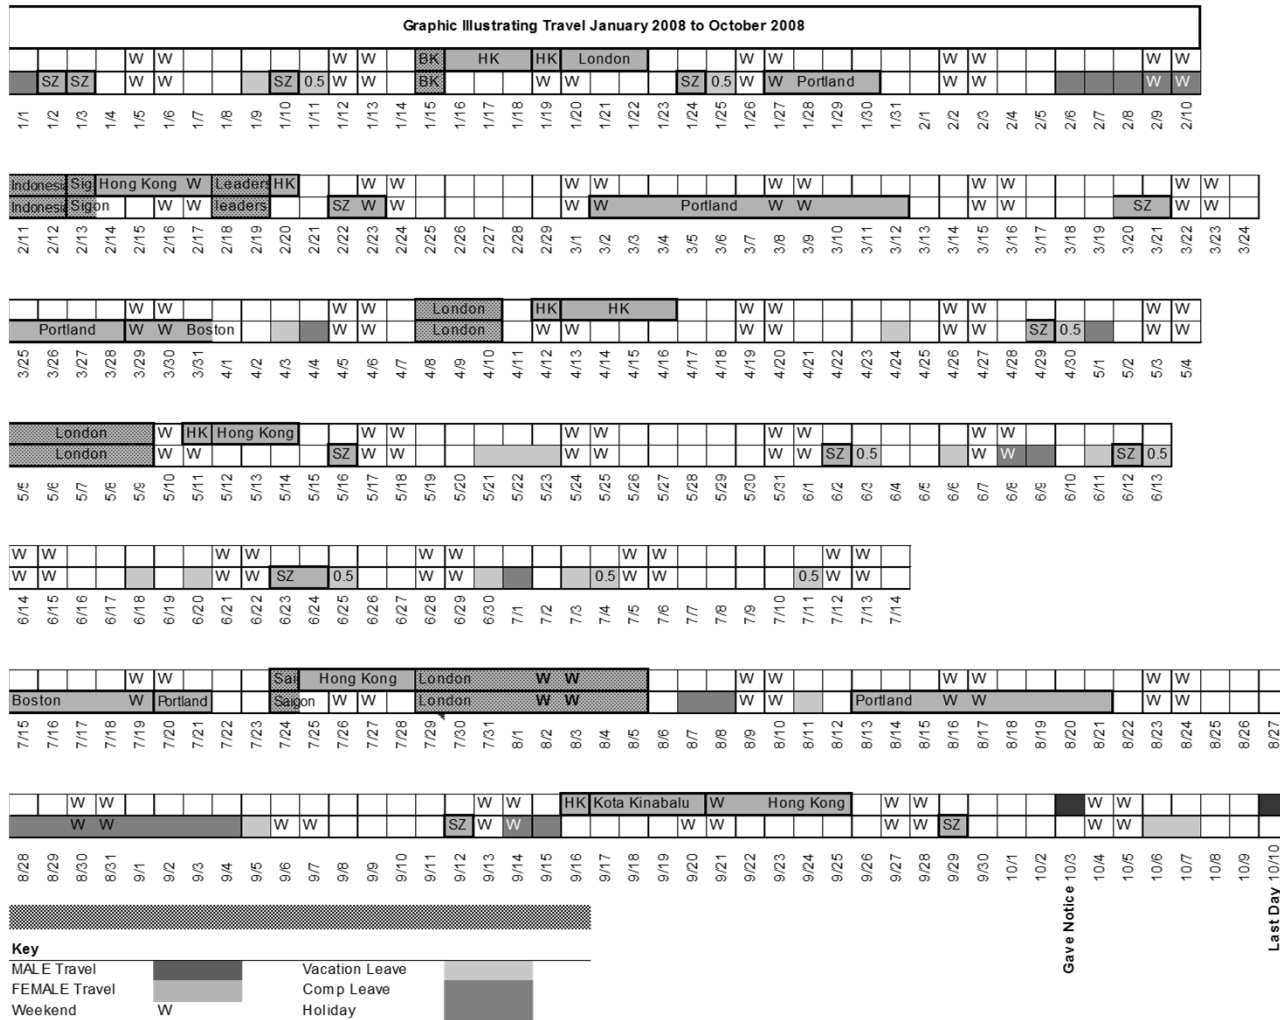 Graphic Illustrating Travel January 2008 to October 2008
W W W W BK HK HK London W W W W W W
SZ SZ W W SZ 0.5 W W BK W W SZ 0.5 W W Portland W W W W
1/1 1/2 1/3 1/4 1/5 1/6 1/7 1/8 1/9 1/10 1/11 1/12 1/13 1/14 1/15 1/16 1/17 1/18 1/19 1/20 1/21 1/22 1/23 1/24 1/25 1/26 1/27 1/28 1/29 1/30 1/31 2/1 2/2 2/3 2/4 2/5 2/6 2/7 2/8 2/9 2/10
Indonesia Sig Hong Kong W Leaders HK W W W W W W W W W W
Indonesia Sigon W W leaders SZ W W W W Portland W W W W SZ W W
2/11 2/12 2/13 2/14 2/15 2/16 2/17 2/18 2/19 2/20 2/21 2/22 2/23 2/24 2/25 2/26 2/27 2/28 2/29 3/1 3/2 3/3 3/4 3/5 3/6 3/7 3/8 3/9 3/10 3/11 3/12 3/13 3/14 3/15 3/16 3/17 3/18 3/19 3/20 3/21 3/22 3/23 3/24
W W W W London HK HK W W W W W W
Portland W W Boston W W London W W W W W W SZ 0.5 W W
3/25 3/26 3/27 3/28 3/29 3/30 3/31 4/1 4/2 4/3 4/4 4/5 4/6 4/7 4/8 4/9 4/10 4/11 4/12 4/13 4/14 4/15 4/16 4/17 4/18 4/19 4/20 4/21 4/22 4/23 4/24 4/25 4/26 4/27 4/28 4/29 4/30 5/1 5/2 5/3 5/4
London W HK Hong Kong W W W W W W W W
London W W SZ W W W W W W SZ 0.5 W W SZ 0.5
5/5 5/6 5/7 5/8 5/9 5/10 5/11 5/12 5/13 5/14 5/15 5/16 5/17 5/18 5/19 5/20 5/21 5/22 5/23 5/24 5/25 5/26 5/27 5/28 5/29 5/30 5/31 6/1 6/2 6/3 6/4 6/5 6/6 6/7 6/8 6/9 6/10 6/11 6/12 6/13
W W W W W W W W W W
W W W W SZ 0.5 W W 0.5 W W 0.5 W W
6/14 6/15 6/16 6/17 6/18 6/19 6/20 6/21 6/22 6/23 6/24 6/25 6/26 6/27 6/28 6/29 6/30 7/1 7/2 7/3 7/4 7/5 7/6 7/7 7/8 7/9 7/10 7/11 7/12 7/13 7/14
W W Sai Hong Kong London W W W W W W W W
Boston W Portland Saigon W W London W W W W Portland W W W W
7/15 7/16 7/17 7/18 7/19 7/20 7/21 7/22 7/23 7/24 7/25 7/26 7/27 7/28 7/29 7/30 7/31 8/1 8/2 8/3 8/4 8/5 8/6 8/7 8/8 8/9 8/10 8/11 8/12 8/13 8/14 8/15 8/16 8/17 8/18 8/19 8/20 8/21 8/22 8/23 8/24 8/25 8/26 8/27
W W W W W W HK Kota Kinabalu W Hong Kong W W W W
W W W W SZ W W W W W W SZ W W
8/28 8/29 8/30 8/31 9/1 9/2 9/3 9/4 9/5 9/6 9/7 9/8 9/9 9/10 9/11 9/12 9/13 9/14 9/15 9/16 9/17 9/18 9/19 9/20 9/21 9/22 9/23 9/24 9/25 9/26 9/27 9/28 9/29 9/30 10/1 10/2 10/3 10/4 10/5 10/6 10/7 10/8 10/9 10/10
Gave Notice Last Day
Key
MALE Travel Vacation Leave
FEMALE Travel Comp Leave
Weekend W Holiday